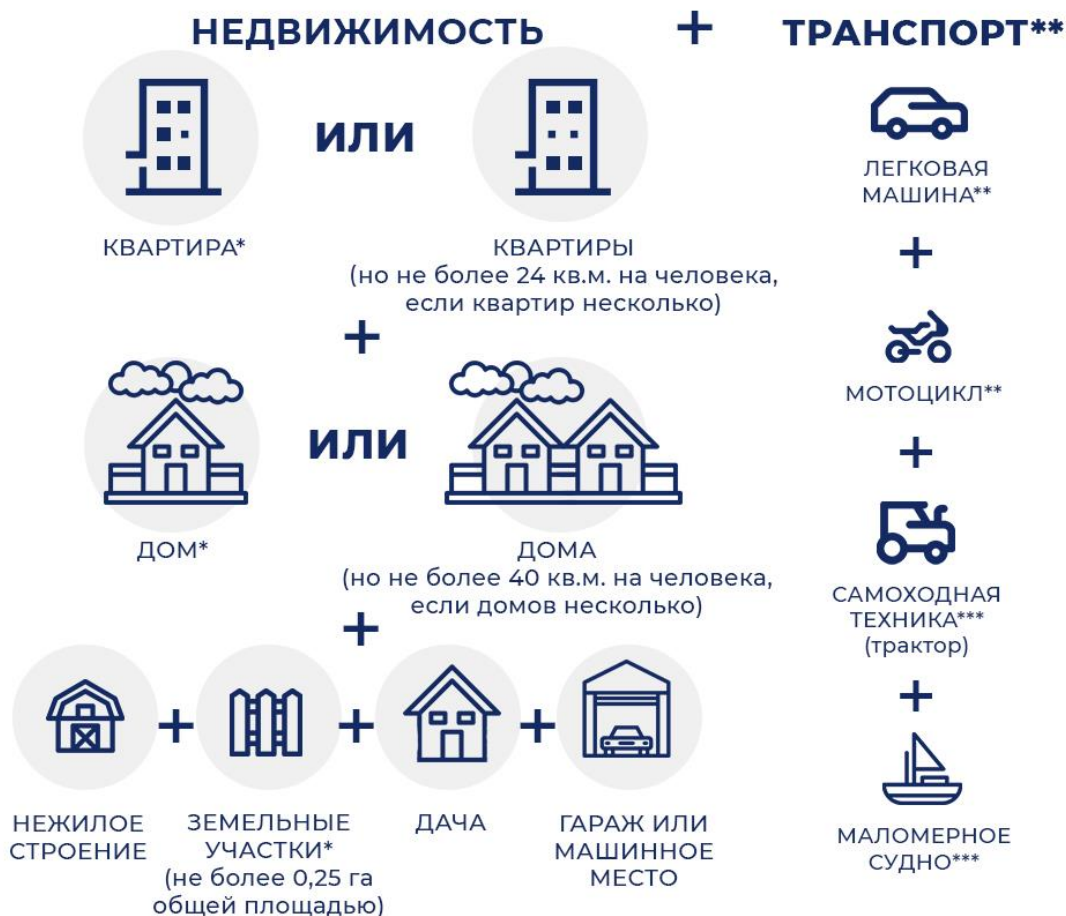 НЕДВИЖИМОСТЬ + ТРАНСПОРТ**
ИЛИ
КВАРТИРА*
КВАРТИРЫ
(но не более 24 кв.м. на человека,
если квартир несколько)
+
ИЛИ
ДОМ*
ДОМА
(но не более 40 кв.м. на человека,
если домов несколько)
+
+ + +
НЕЖИЛОЕ
СТРОЕНИЕ
ЗЕМЕЛЬНЫЕ
УЧАСТКИ*
(не более 0,25 га
общей площадью)
ДАЧА
ГАРАЖ ИЛИ
МАШИННОЕ
МЕСТО
ЛЕГКОВАЯ
МАШИНА**
+
МОТОЦИКЛ**
+
САМОХОДНАЯ
ТЕХНИКА***
(трактор)
+
МАЛОМЕРНОЕ
СУДНО***